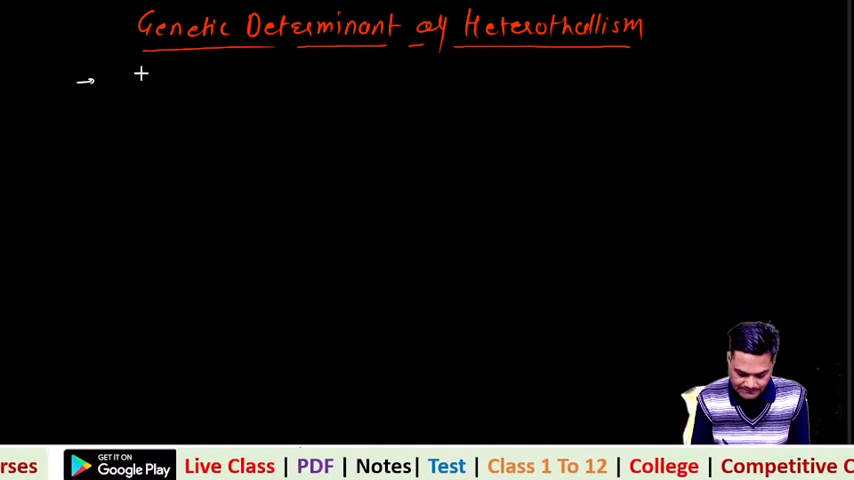 Genetic Determinant of Heterothallism
→ +
rses GET IT ON Google Play Live Class | PDF | Notes | Test | Class 1 To 12 | College | Competitive C